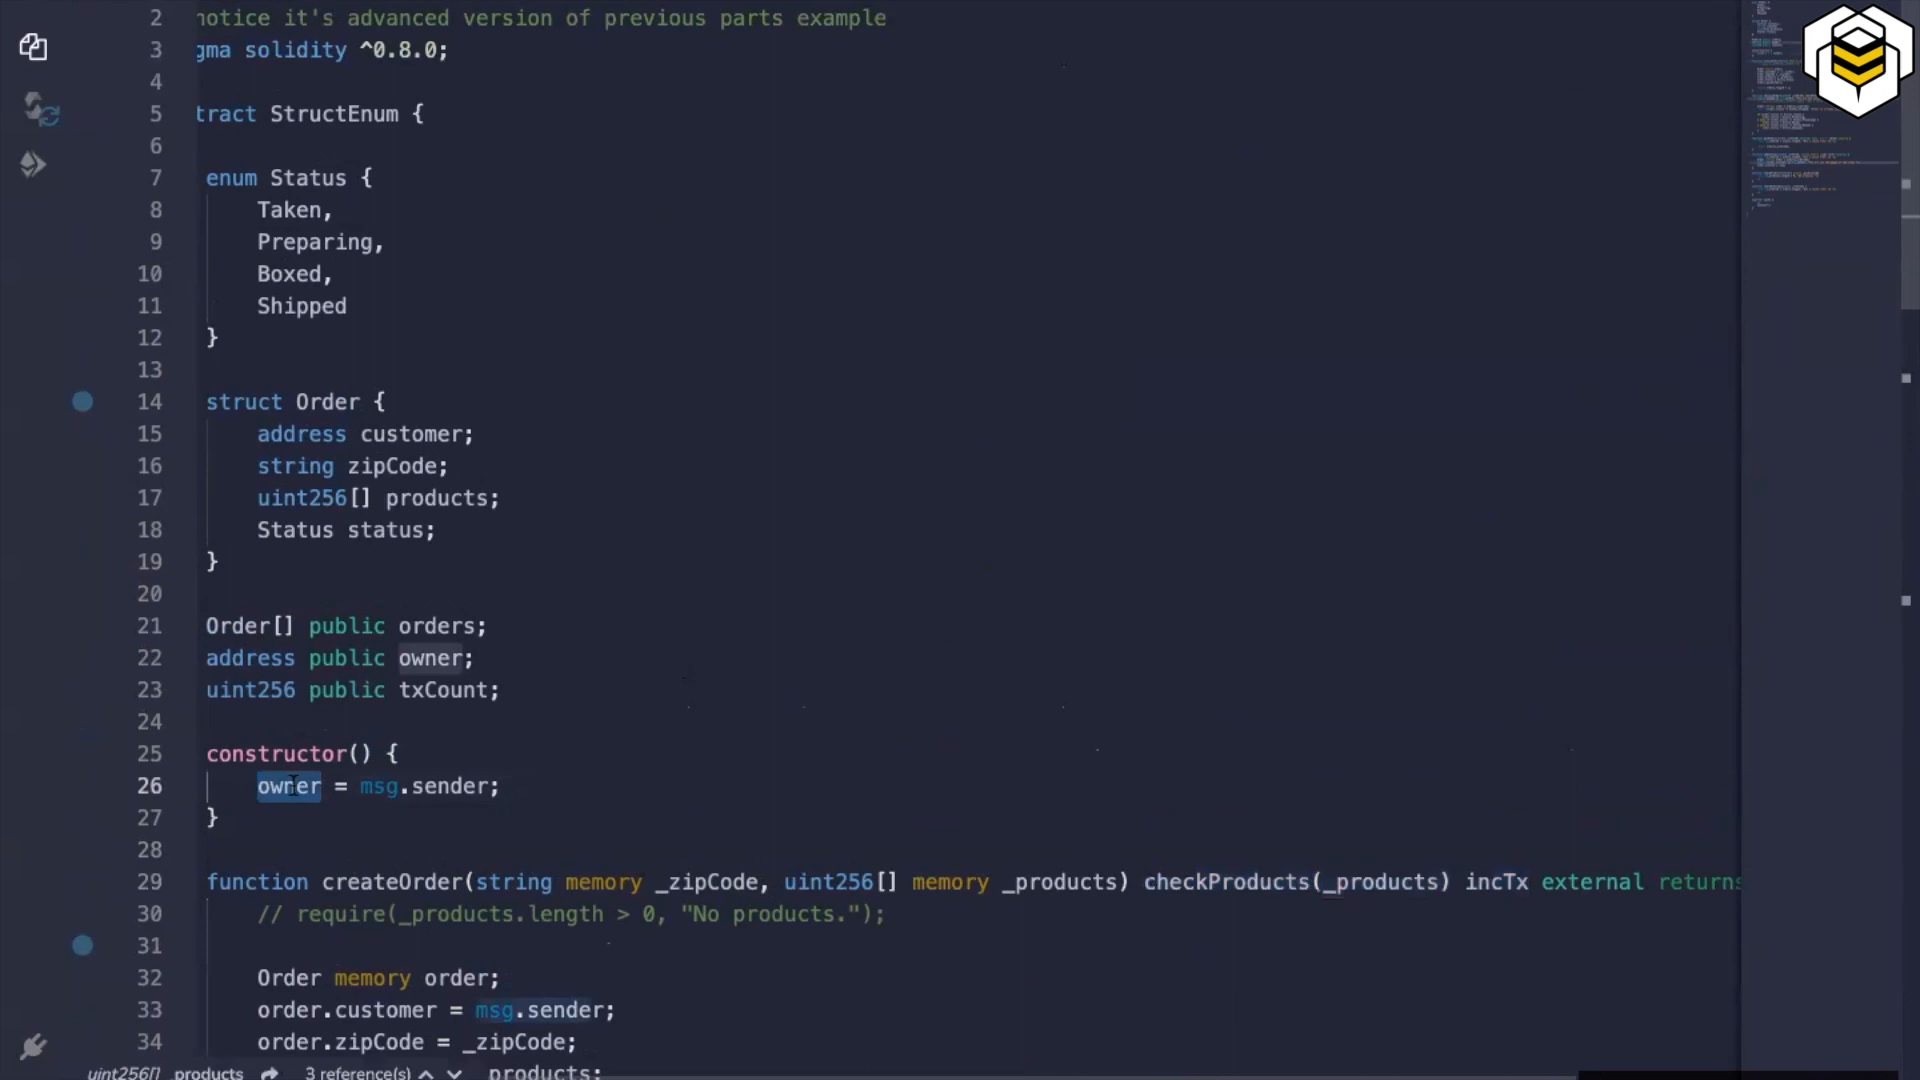 2 notice it's advanced version of previous parts example
3 gma solidity ^0.8.0;
4
5 tract StructEnum {
6
7 enum Status {
8 Taken,
9 Preparing,
10 Boxed,
11 Shipped
12 }
13
14 struct Order {
15 address customer;
16 string zipCode;
17 uint256[] products;
18 Status status;
19 }
20
21 Order[] public orders;
22 address public owner;
23 uint256 public txCount;
24
25 constructor() {
26 owner = msg.sender;
27 }
28
29 function createOrder(string memory _zipCode, uint256[] memory _products) checkProducts(_products) incTx external returns
30 // require(_products.length > 0, "No products.");
31
32 Order memory order;
33 order.customer = msg.sender;
34 order.zipCode = _zipCode;
products;
uint256[] products 3 reference(s)